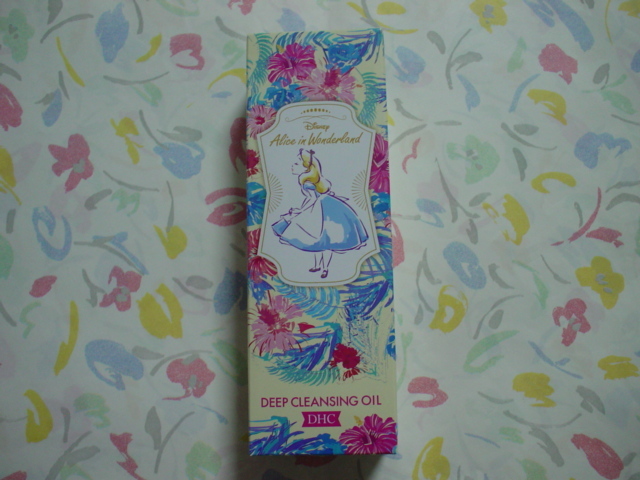 Disney
Alice in Wonderland
DEEP CLEANSING OIL
DHC